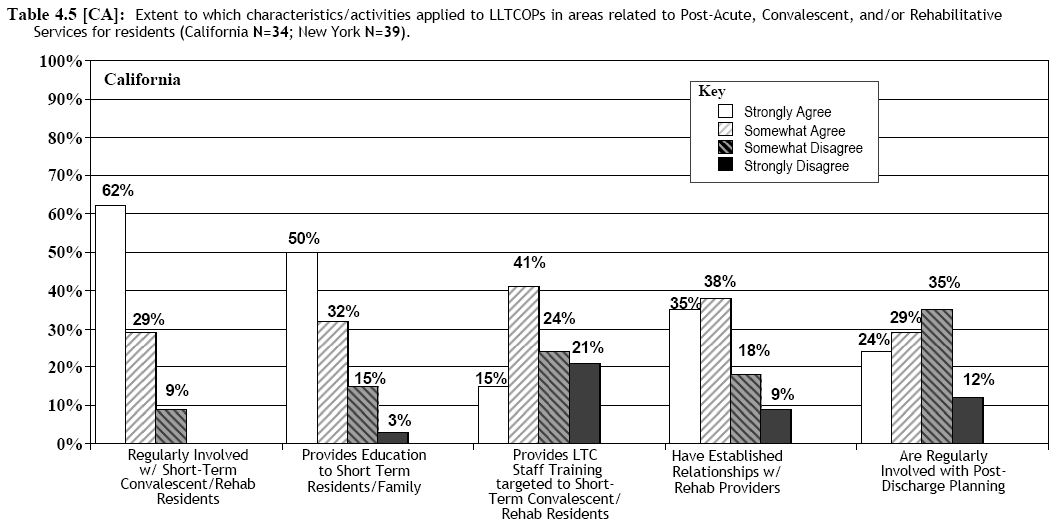 Table 4.5 [CA]: Extent to which characteristics/activities applied to LLTCOPs in areas related to Post-Acute, Convalescent, and/or Rehabilitative
Services for residents (California N=34; New York N=39).
100%
90%
80%
70%
60%
50%
40%
30%
20%
10%
0%
California
Key
Strongly Agree
Somewhat Agree
Somewhat Disagree
Strongly Disagree
62%
29%
9%
50%
32%
15%
3%
15%
41%
24%
21%
35%
38%
18%
9%
24%
29%
35%
12%
Regularly Involved
w/ Short-Term
Convalescent/Rehab
Residents
Provides Education
to Short Term
Residents/Family
Provides LTC
Staff Training
targeted to Short-
Term Convalescent/
Rehab Residents
Have Established
Relationships w/
Rehab Providers
Are Regularly
Involved with Post-
Discharge Planning